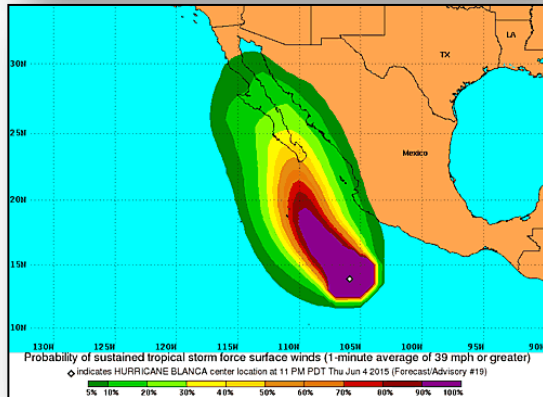 LA
TX
30N
25N
Mexico
20N
15N
10N
130W 125W 120W 115W 110W 105W 100W 95W 90W
Probability of sustained tropical storm force surface winds (1-minute average of 39 mph or greater)
indicates HURRICANE BLANCA center location at 11 PM PDT Thu Jun 4 2015 (Forecast/Advisory #19)
5% 10% 20% 30% 40% 50% 60% 70% 80% 90% 100%